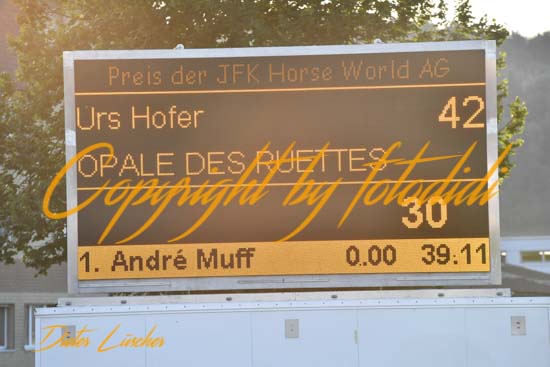 Preis der JFK Horse World AG
Urs Hofer 42
OPALE DES RUETTES
Copyright by fotodidi
30
1. André Muff 0.00 39.11
Dieter Lüscher